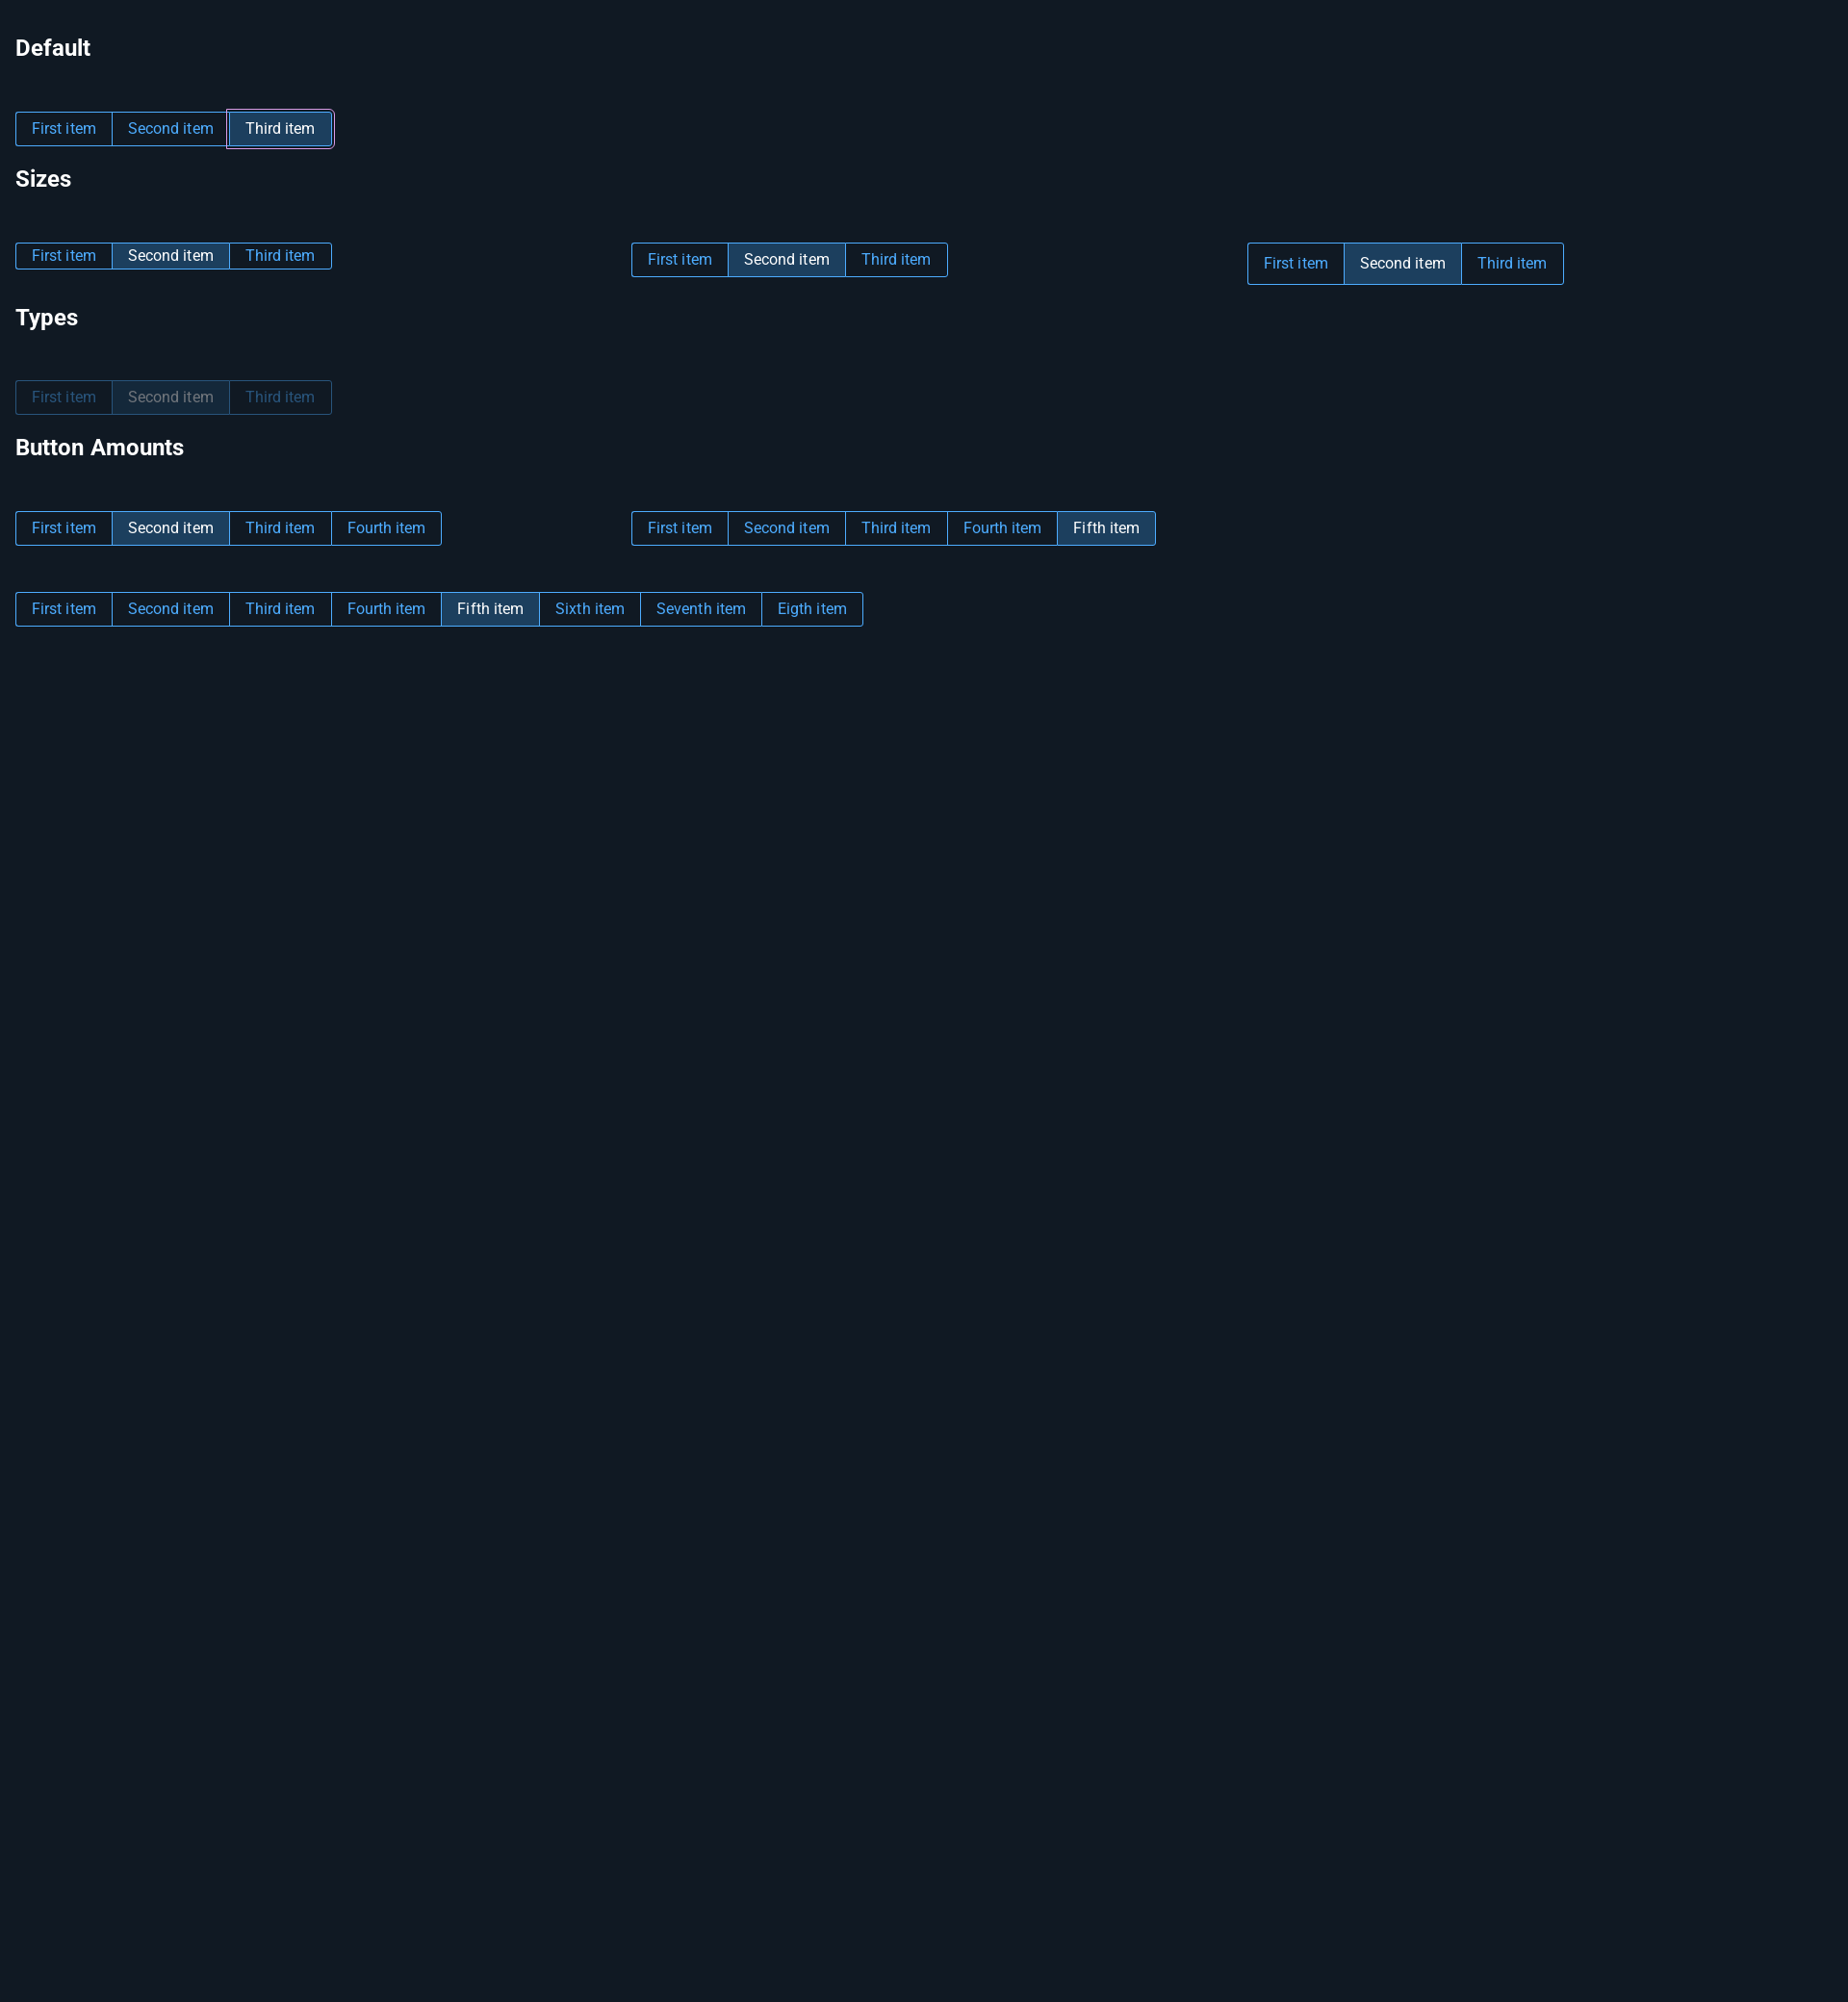 Default
First item Second item Third item
Sizes
First item Second item Third item First item Second item Third item First item Second item Third item
Types
First item Second item Third item
Button Amounts
First item Second item Third item Fourth item First item Second item Third item Fourth item Fifth item
First item Second item Third item Fourth item Fifth item Sixth item Seventh item Eigth item